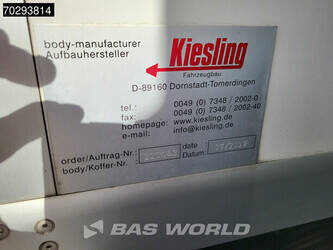 70293814
body-manufacturer
Aufbauhersteller
Kiesling
Fahrzeugbau
D-89160 Dornstadt-Tomerdingen
tel.: 0049 (0) 7348 / 2002-0
fax: 0049 (0) 7348 / 2002-40
homepage: www.kiesling.de
e-mail: info@kiesling.de
order/Auftrag-Nr.: date
body/Koffer-Nr.: Datum:
BAS WORLD